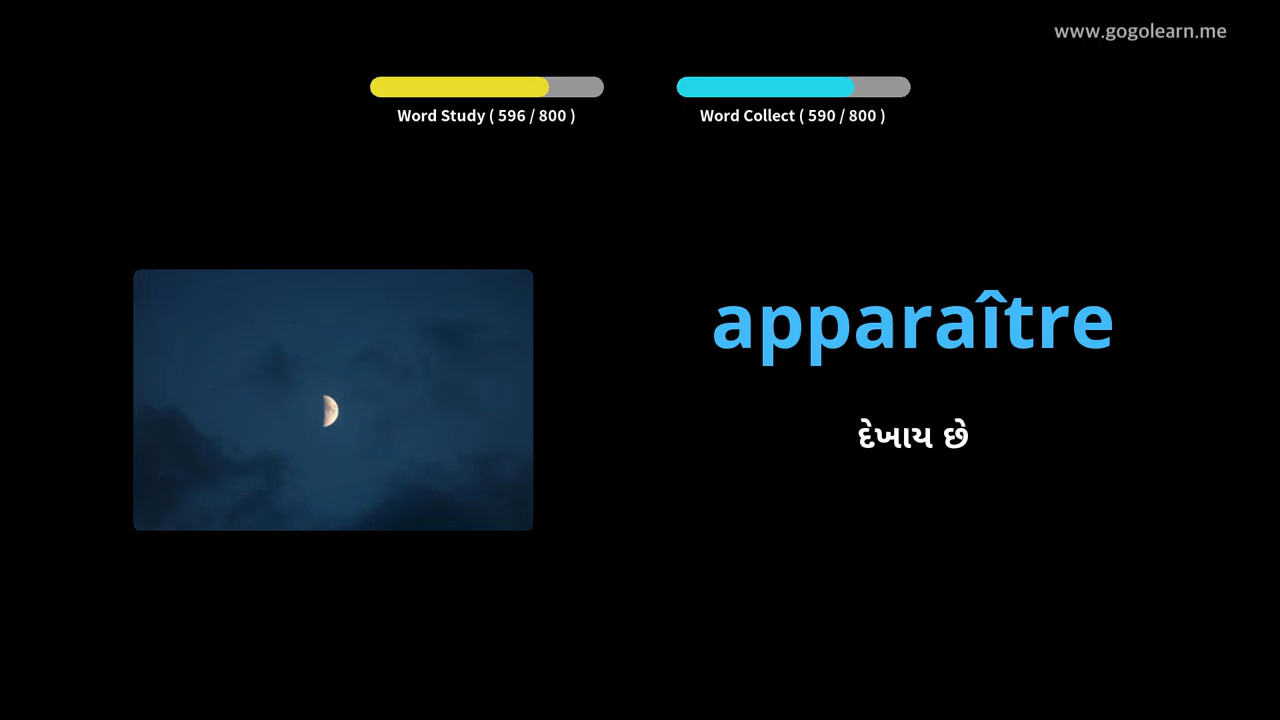 www.gogolearn.me
Word Study ( 596 / 800 )
Word Collect ( 590 / 800 )
apparaître
દેખાય છે